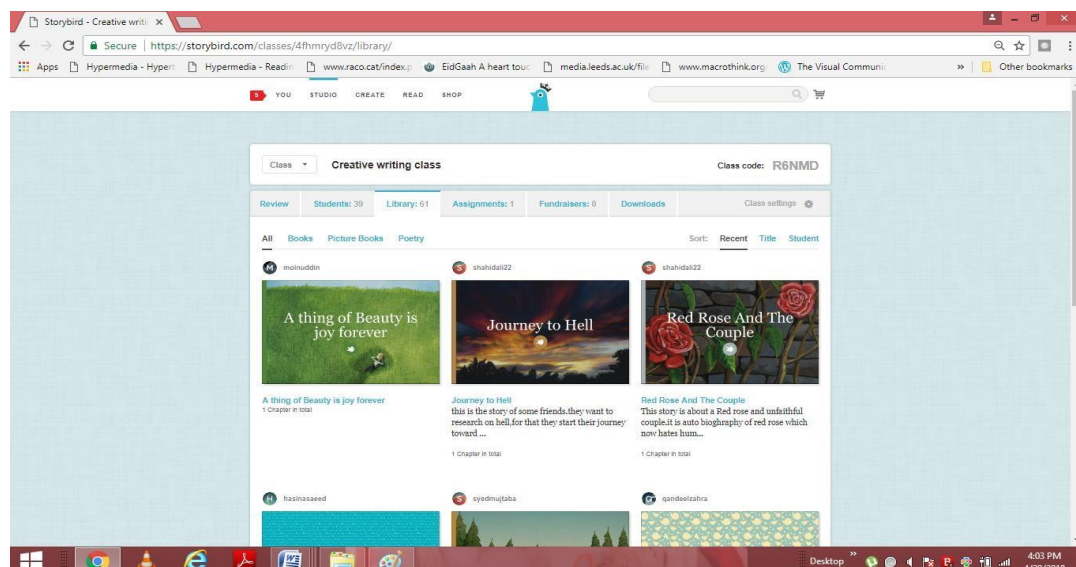 Storybird - Creative writi
Secure | https://storybird.com/classes/4fhmryd8vz/library/
Apps Hypermedia - Hypert Hypermedia - Readin www.raco.cat/index.p EidGaah A heart touc media.leeds.ac.uk/file www.macrothink.org The Visual Communic » Other bookmarks
5 YOU STUDIO CREATE READ SHOP
Class Creative writing class Class code: R6NMD
Review Students: 39 Library: 61 Assignments: 1 Fundraisers: 0 Downloads Class settings
All Books Picture Books Poetry Sort: Recent Title Student
M moinuddin S shahidali22 S shahidali22
A thing of Beauty is
joy forever
Journey to Hell
Red Rose And The
Couple
A thing of Beauty is joy forever
1 Chapter in total
Journey to Hell
this is the story of some friends.they want to
research on hell,for that they start their journey
toward ...
1 Chapter in total
Red Rose And The Couple
This story is about a Red rose and unfaithful
couple.it is auto bioghraphy of red rose which
now hates hum...
1 Chapter in total
H hasinasaeed S syedmujtaba G qandeelzahra
Desktop » 4:03 PM